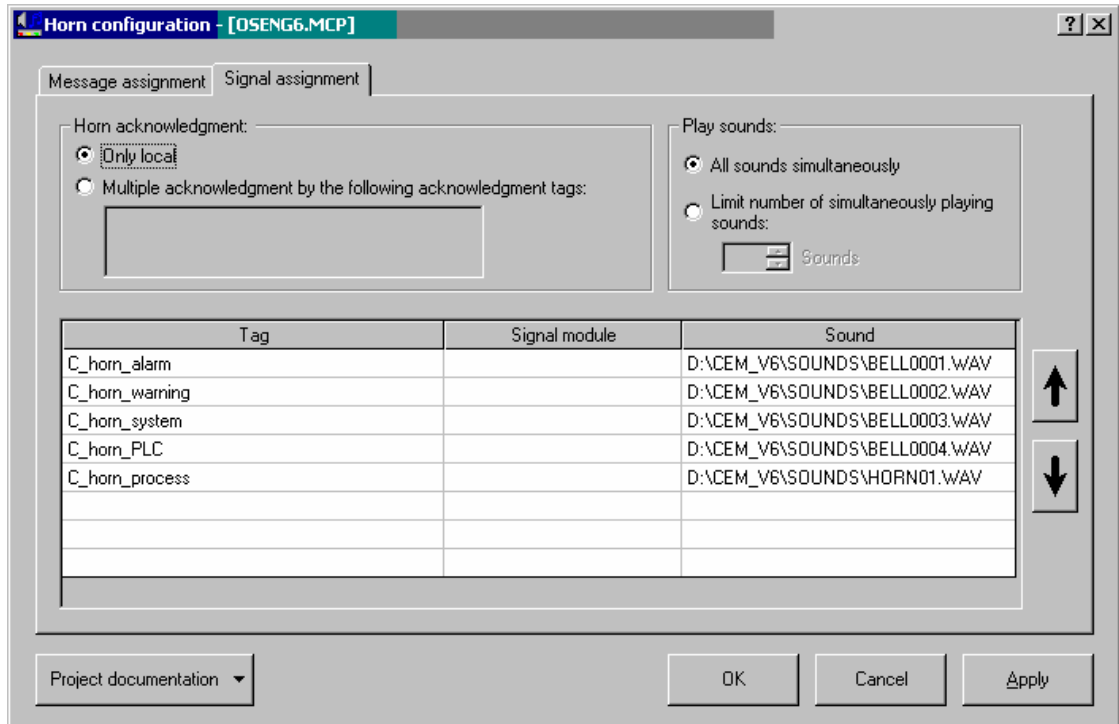 Horn configuration - [OSENG6.MCP]
Message assignment
Signal assignment
Horn acknowledgment:
Only local
Multiple acknowledgment by the following acknowledgment tags:
Play sounds:
All sounds simultaneously
Limit number of simultaneously playing
sounds:
Sounds
Tag Signal module Sound
C_horn_alarm D:\CEM_V6\SOUNDS\BELL0001.WAV
C_horn_warning D:\CEM_V6\SOUNDS\BELL0002.WAV
C_horn_system D:\CEM_V6\SOUNDS\BELL0003.WAV
C_horn_PLC D:\CEM_V6\SOUNDS\BELL0004.WAV
C_horn_process D:\CEM_V6\SOUNDS\HORN01.WAV
Project documentation
OK
Cancel
Apply